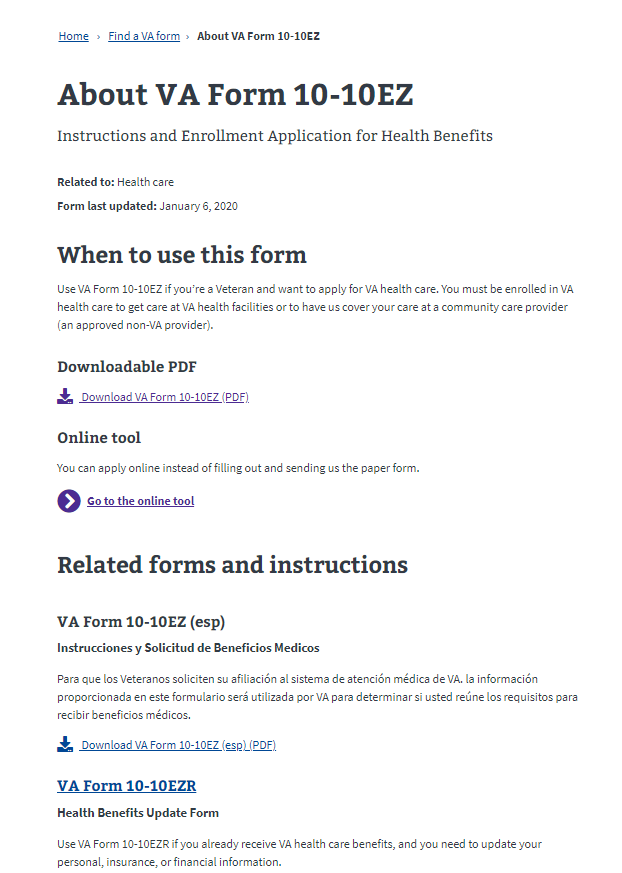 Home › Find a VA form › About VA Form 10-10EZ
About VA Form 10-10EZ
Instructions and Enrollment Application for Health Benefits
Related to: Health care
Form last updated: January 6, 2020
When to use this form
Use VA Form 10-10EZ if you’re a Veteran and want to apply for VA health care. You must be enrolled in VA
health care to get care at VA health facilities or to have us cover your care at a community care provider
(an approved non-VA provider).
Downloadable PDF
Download VA Form 10-10EZ (PDF)
Online tool
You can apply online instead of filling out and sending us the paper form.
Go to the online tool
Related forms and instructions
VA Form 10-10EZ (esp)
Instrucciones y Solicitud de Beneficios Medicos
Para que los Veteranos soliciten su afiliación al sistema de atención médica de VA. la información
proporcionada en este formulario será utilizada por VA para determinar si usted reúne los requisitos para
recibir beneficios médicos.
Download VA Form 10-10EZ (esp) (PDF)
VA Form 10-10EZR
Health Benefits Update Form
Use VA Form 10-10EZR if you already receive VA health care benefits, and you need to update your
personal, insurance, or financial information.